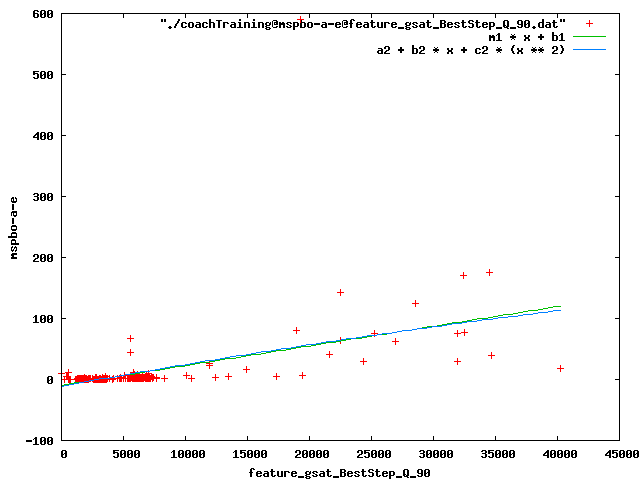 600
"./coachTraining@mspbo-a-e@feature_gsat_BestStep_Q_90.dat"
m1 * x + b1
a2 + b2 * x + c2 * (x ** 2)
500
400
300
200
100
0
-100
mspbo-a-e
0 5000 10000 15000 20000 25000 30000 35000 40000 45000
feature_gsat_BestStep_Q_90